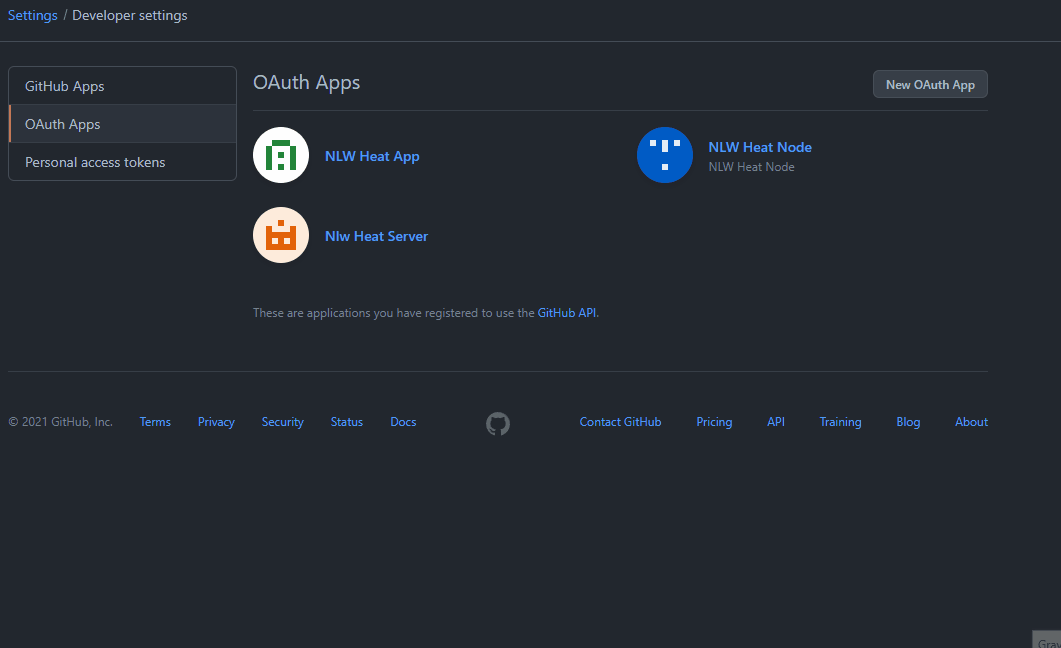 Settings / Developer settings
GitHub Apps
OAuth Apps
Personal access tokens
OAuth Apps
New OAuth App
NLW Heat App
NLW Heat Node
NLW Heat Node
Nlw Heat Server
These are applications you have registered to use the GitHub API.
© 2021 GitHub, Inc. Terms Privacy Security Status Docs Contact GitHub Pricing API Training Blog About